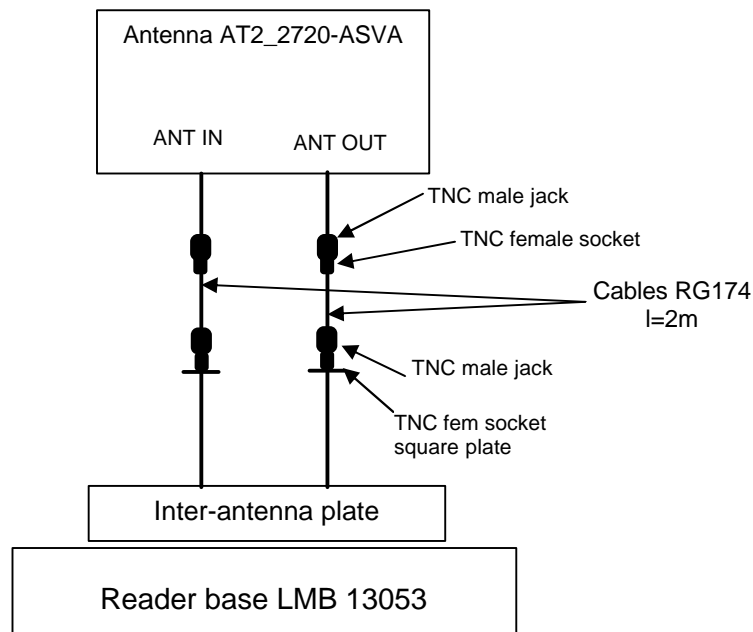 Antenna AT2_2720-ASVA
ANT IN
ANT OUT
TNC male jack
TNC female socket
Cables RG174
l=2m
TNC male jack
TNC fem socket
square plate
Inter-antenna plate
Reader base LMB 13053